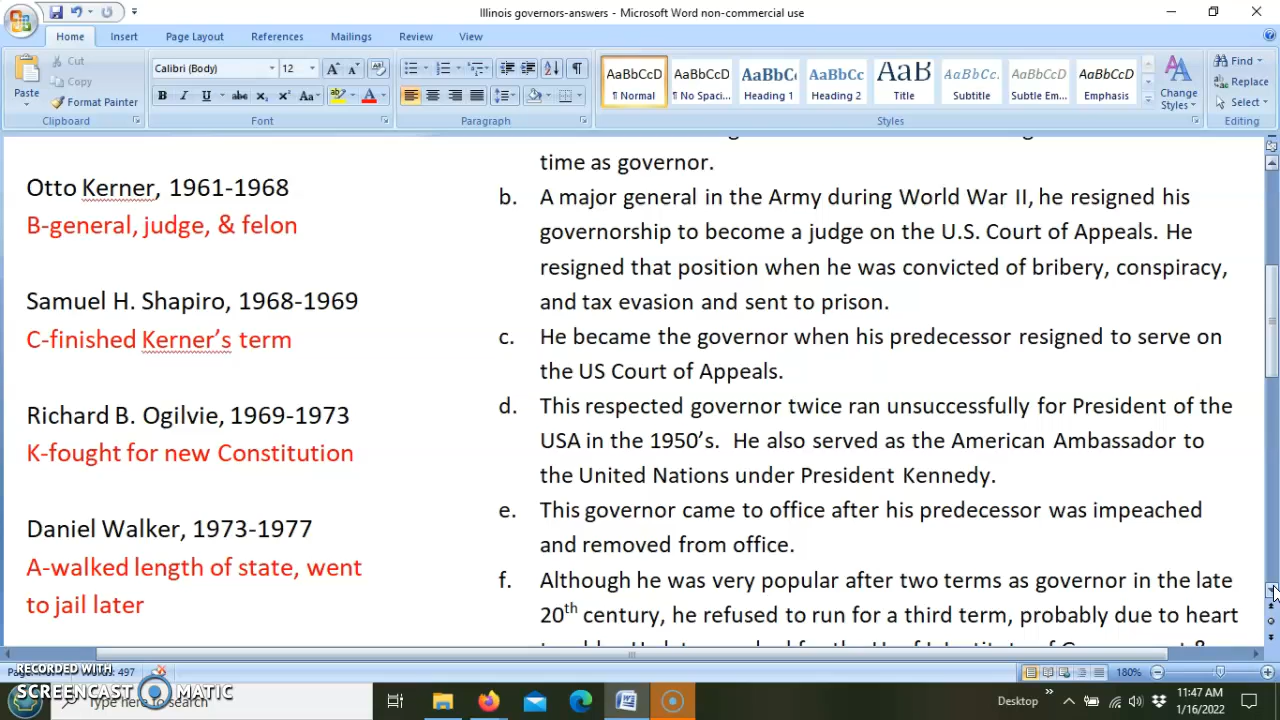 Illinois governors-answers - Microsoft Word non-commercial use
Home Insert Page Layout References Mailings Review View
Paste
Cut
Copy
Format Painter
Clipboard
Calibri (Body) 12
Font
Paragraph
AaBbCcD AaBbCcD AaBbC AaBbCc AaB AaBbCc. AaBbCcD AaBbCcD
¶ Normal ¶ No Spaci... Heading 1 Heading 2 Title Subtitle Subtle Em... Emphasis
Change Styles
Styles
Find
Replace
Select
Editing
Otto Kerner, 1961-1968
B-general, judge, & felon
Samuel H. Shapiro, 1968-1969
C-finished Kerner's term
Richard B. Ogilvie, 1969-1973
K-fought for new Constitution
Daniel Walker, 1973-1977
A-walked length of state, went
to jail later
time as governor.
b. A major general in the Army during World War II, he resigned his
governorship to become a judge on the U.S. Court of Appeals. He
resigned that position when he was convicted of bribery, conspiracy,
and tax evasion and sent to prison.
c. He became the governor when his predecessor resigned to serve on
the US Court of Appeals.
d. This respected governor twice ran unsuccessfully for President of the
USA in the 1950's. He also served as the American Ambassador to
the United Nations under President Kennedy.
e. This governor came to office after his predecessor was impeached
and removed from office.
f. Although he was very popular after two terms as governor in the late
20th century, he refused to run for a third term, probably due to heart
497
180%
RECORDED WITH
SCREENCAST MATIC
Type here to search
Desktop
11:47 AM
1/16/2022